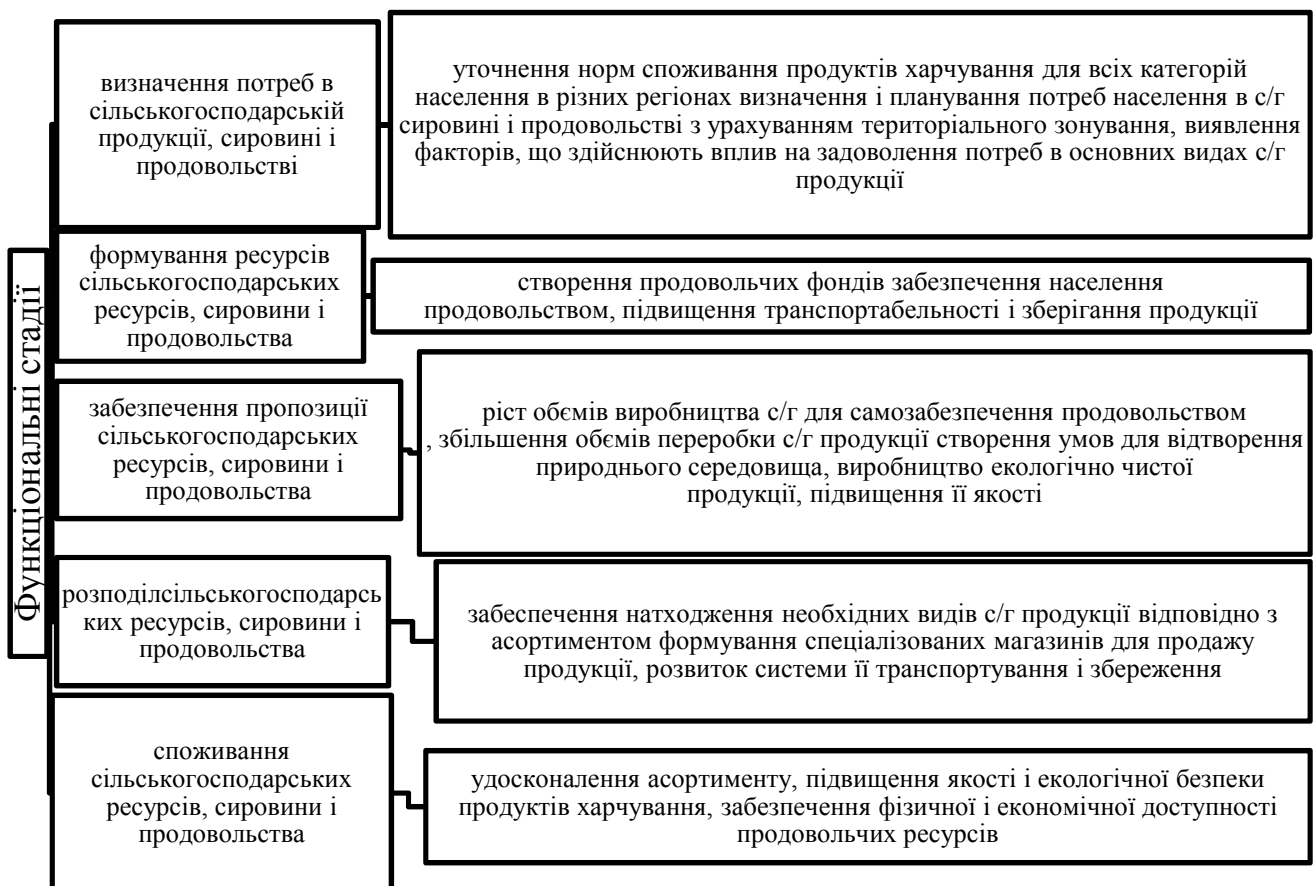 Функціональні стадії
визначення потреб в
сільськогосподарській
продукції, сировині і
продовольстві
уточнення норм споживання продуктів харчування для всіх категорій
населення в різних регіонах визначення і планування потреб населення в с/г
сировині і продовольстві з урахуванням територіального зонування, виявлення
факторів, що здійснюють вплив на задоволення потреб в основних видах с/г
продукції
формування ресурсів
сільськогосподарських
ресурсів, сировини і
продовольства
створення продовольчих фондів забезпечення населення
продовольством, підвищення транспортабельності і зберігання продукції
забезпечення пропозиції
сільськогосподарських
ресурсів, сировини і
продовольства
ріст обємів виробництва с/г для самозабезпечення продовольством
, збільшення обємів переробки с/г продукції створення умов для відтворення
природнього середовища, виробництво екологічно чистої
продукції, підвищення її якості
розподілсільськогосподарсь
ких ресурсів, сировини і
продовольства
забеспечення натходження необхідних видів с/г продукції відповідно з
асортиментом формування спеціалізованих магазинів для продажу
продукції, розвиток системи її транспортування і збереження
споживання
сільськогосподарських
ресурсів, сировини і
продовольства
удосконалення асортименту, підвищення якості і екологічної безпеки
продуктів харчування, забезпечення фізичної і економічної доступності
продовольчих ресурсів